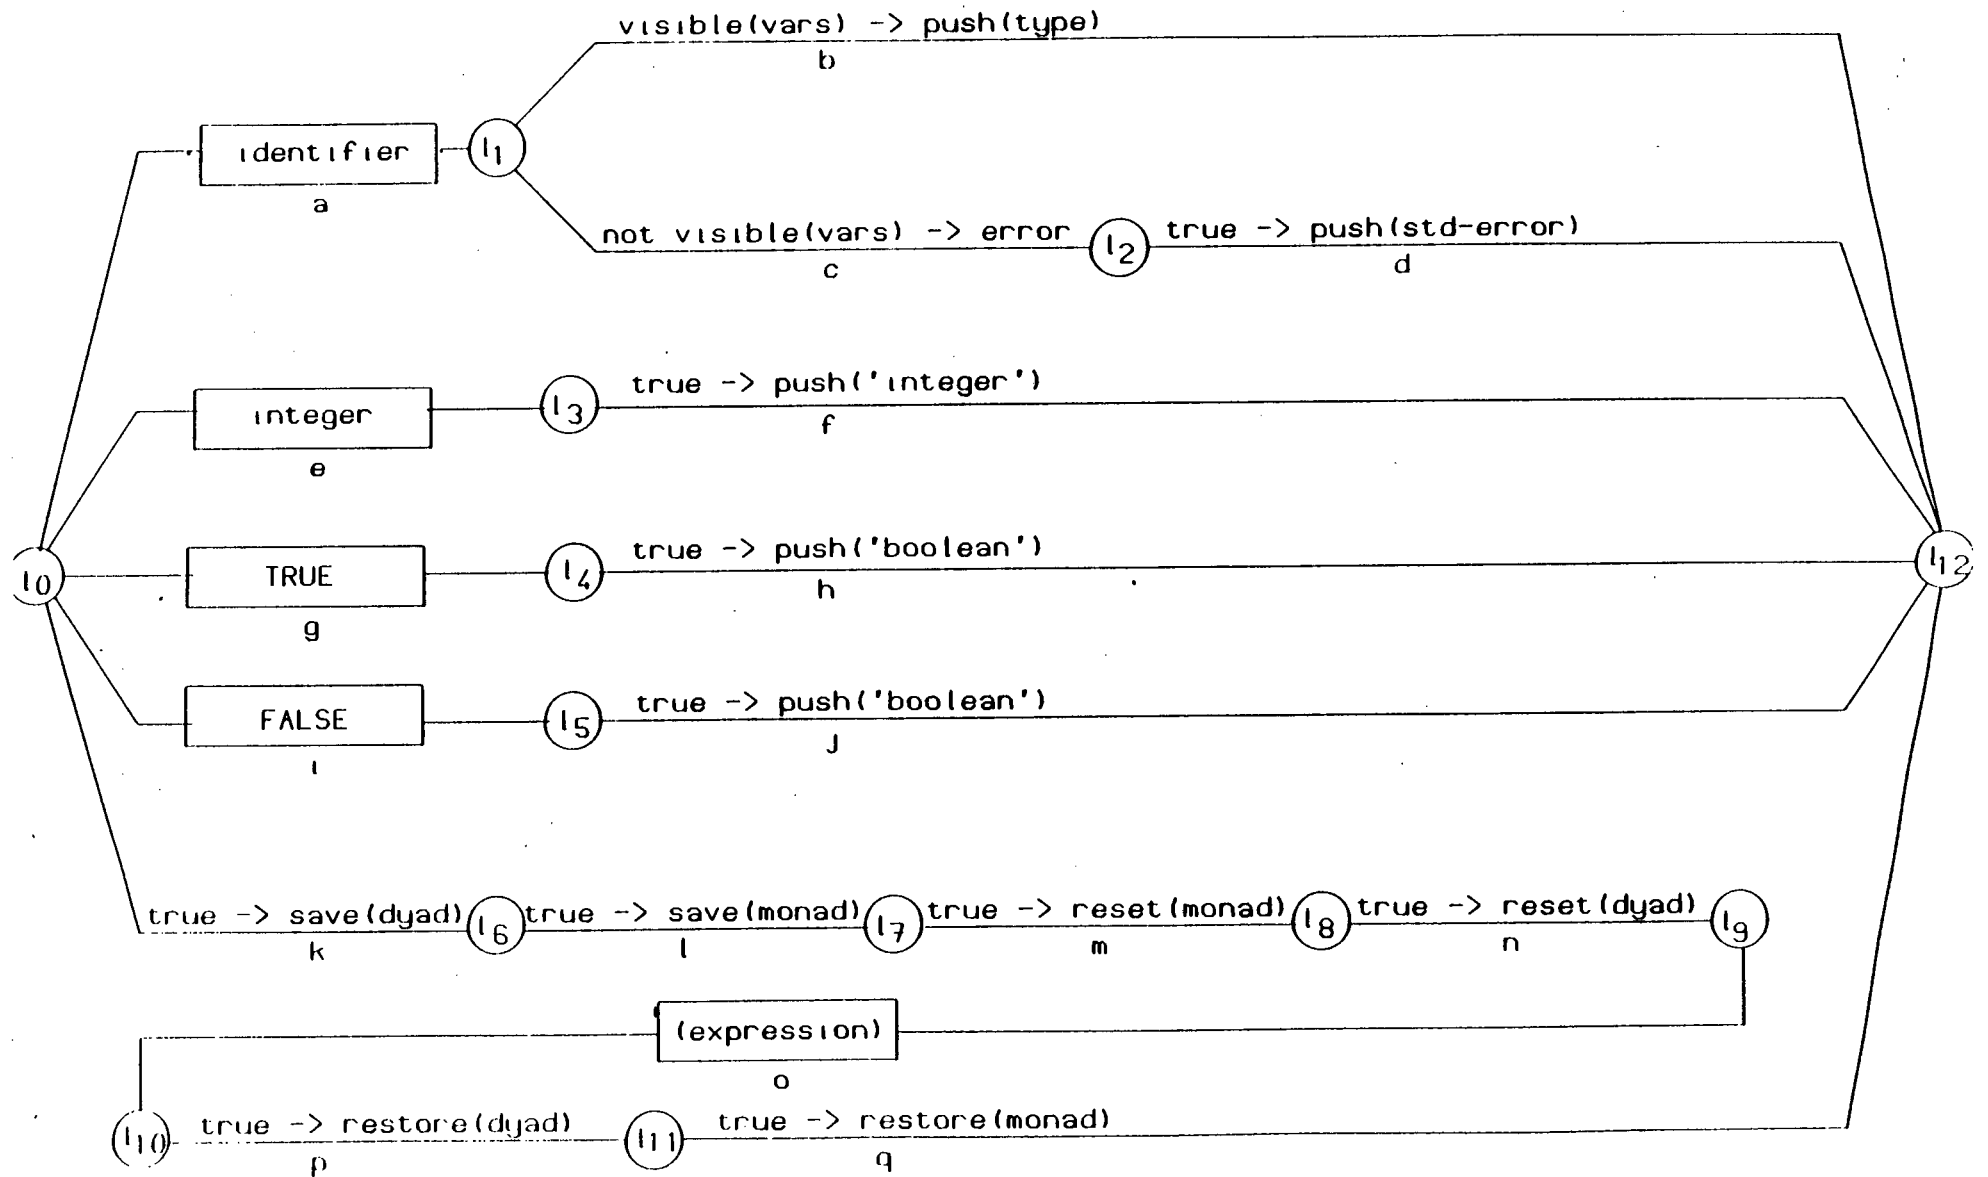 visible(vars) -> push(type)
b
identifier
l1
a
not visible(vars) -> error
l2
true -> push(std-error)
c
d
integer
l3
true -> push('integer')
e
f
l0
TRUE
l4
true -> push('boolean')
l12
g
h
FALSE
l5
true -> push('boolean')
i
j
true -> save(dyad)
l6
true -> save(monad)
l7
true -> reset(monad)
l8
true -> reset(dyad)
l9
k
l
m
n
(expression)
o
l10
true -> restore(dyad)
l11
true -> restore(monad)
p
q